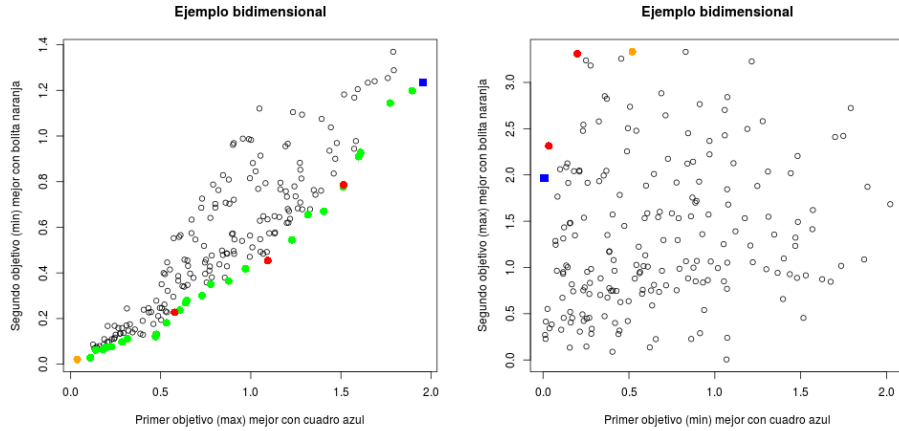 Ejemplo bidimensional
Segundo objetivo (min) mejor con bolita naranja
1.4
1.2
1.0
0.8
0.6
0.4
0.2
0.0
0.0 0.5 1.0 1.5 2.0
Primer objetivo (max) mejor con cuadro azul
Ejemplo bidimensional
Segundo objetivo (max) mejor con bolita naranja
3.0
2.5
2.0
1.5
1.0
0.5
0.0
0.0 0.5 1.0 1.5 2.0
Primer objetivo (min) mejor con cuadro azul